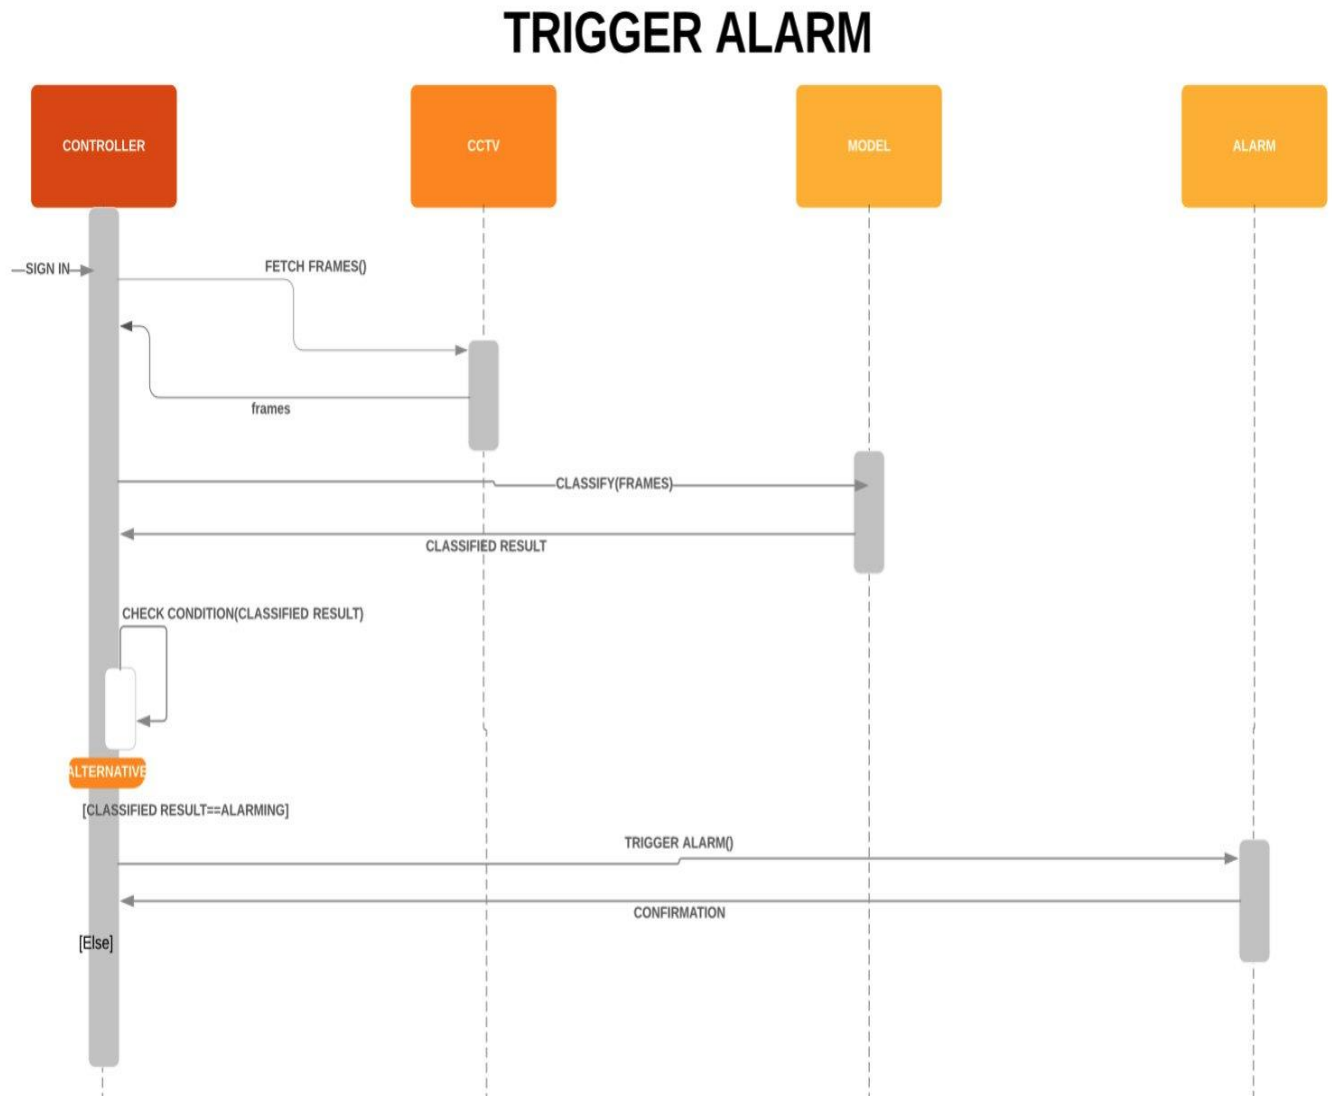 TRIGGER ALARM
CONTROLLER
CCTV
MODEL
ALARM
SIGN IN
FETCH FRAMES()
frames
CLASSIFY(FRAMES)
CLASSIFIED RESULT
CHECK CONDITION(CLASSIFIED RESULT)
ALTERNATIVE
[CLASSIFIED RESULT==ALARMING]
TRIGGER ALARM()
CONFIRMATION
[Else]